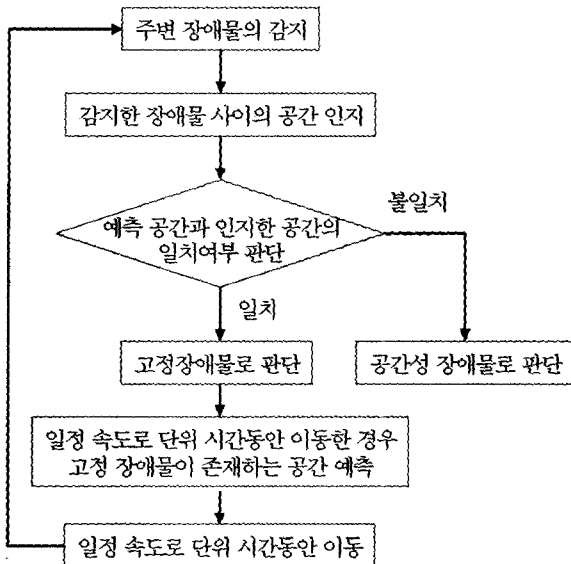 주변 장애물의 감지
감지한 장애물 사이의 공간 인지
불일치
예측 공간과 인지한 공간의
일치여부 판단
일치
고정장애물로 판단
공간성 장애물로 판단
일정 속도로 단위 시간동안 이동한 경우
고정 장애물이 존재하는 공간 예측
일정 속도로 단위 시간동안 이동